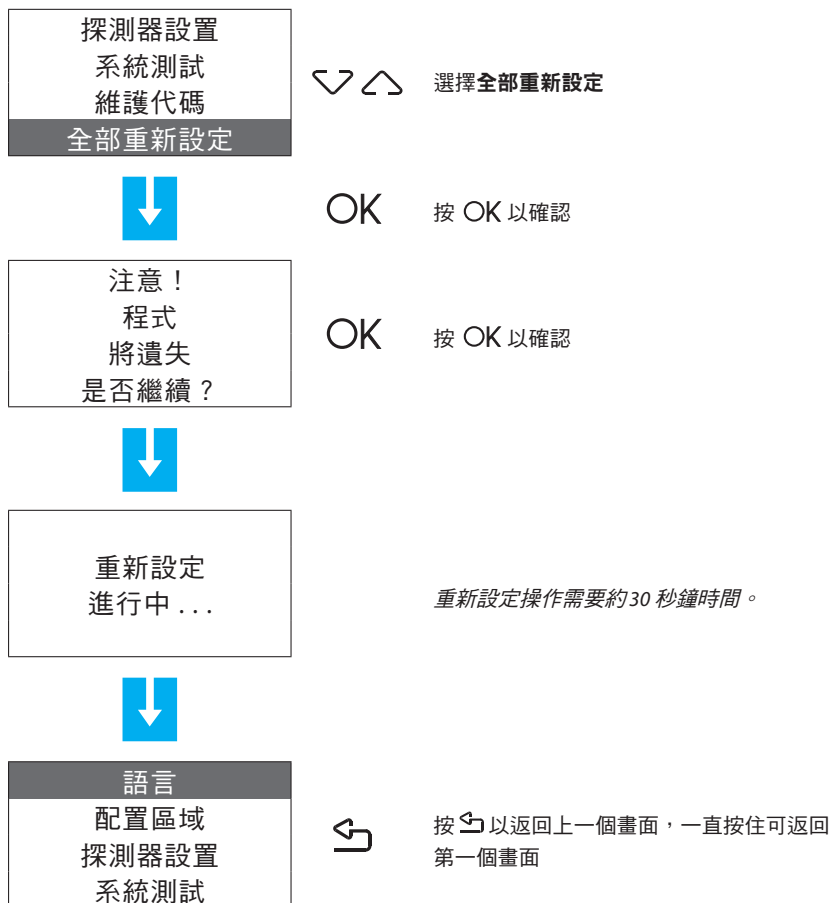 探測器設置
系統測試
維護代碼
全部重新設定
選擇全部重新設定
OK
按 OK 以確認
注意！
程式
將遺失
是否繼續？
OK
按 OK 以確認
重新設定
進行中 . . .
重新設定操作需要約 30 秒鐘時間。
語言
配置區域
探測器設置
系統測試
按 以返回上一個畫面，一直按住可返回
第一個畫面